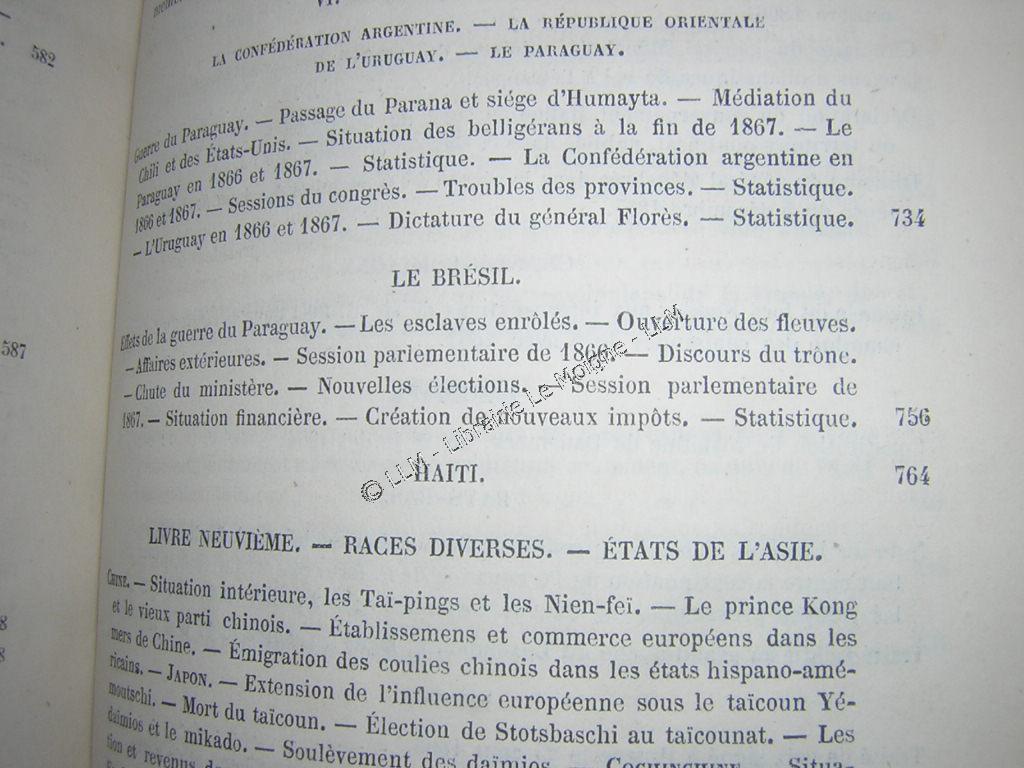 582
VI.
LA CONFÉDÉRATION ARGENTINE. — LA RÉPUBLIQUE ORIENTALE
DE L'URUGUAY. — LE PARAGUAY.
Guerre du Paraguay. — Passage du Parana et siége d'Humayta. — Médiation du
Chili et des États-Unis. — Situation des belligérans à la fin de 1867. — Le
Paraguay en 1866 et 1867. — Statistique. — La Confédération argentine en
1866 et 1867. — Sessions du congrès. — Troubles des provinces. — Statistique.
— L'Uruguay en 1866 et 1867. — Dictature du général Florès. — Statistique. 734
LE BRÉSIL.
587
Effets de la guerre du Paraguay. — Les esclaves enrôlés. — Ouverture des fleuves.
— Affaires extérieures. — Session parlementaire de 1866. — Discours du trône.
— Chute du ministère. — Nouvelles élections. — Session parlementaire de
1867. — Situation financière. — Création de nouveaux impôts. — Statistique. 756
HAITI. 764
© LLM - Librairie Le Moigne - LLM
LIVRE NEUVIÈME. — RACES DIVERSES. — ÉTATS DE L'ASIE.
CHINE. — Situation intérieure, les Taï-pings et les Nien-feï. — Le prince Kong
et le vieux parti chinois. — Établissemens et commerce européens dans les
mers de Chine. — Émigration des coulies chinois dans les états hispano-amé-
ricains. — JAPON. — Extension de l'influence européenne sous le taïcoun Yé-
moutschi. — Mort du taïcoun. — Élection de Stotsbaschi au taïcounat. — Les
daïmios et le mikado. — Soulèvement des daïmios. — COCHINCHINE. — Situa-
tion et revenus